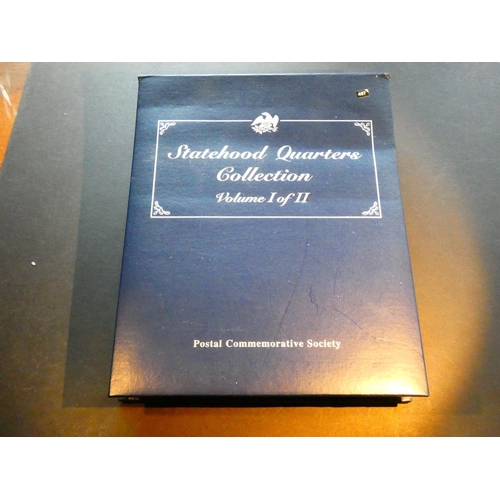 Statehood Quarters
Collection
Volume I of II
Postal Commemorative Society